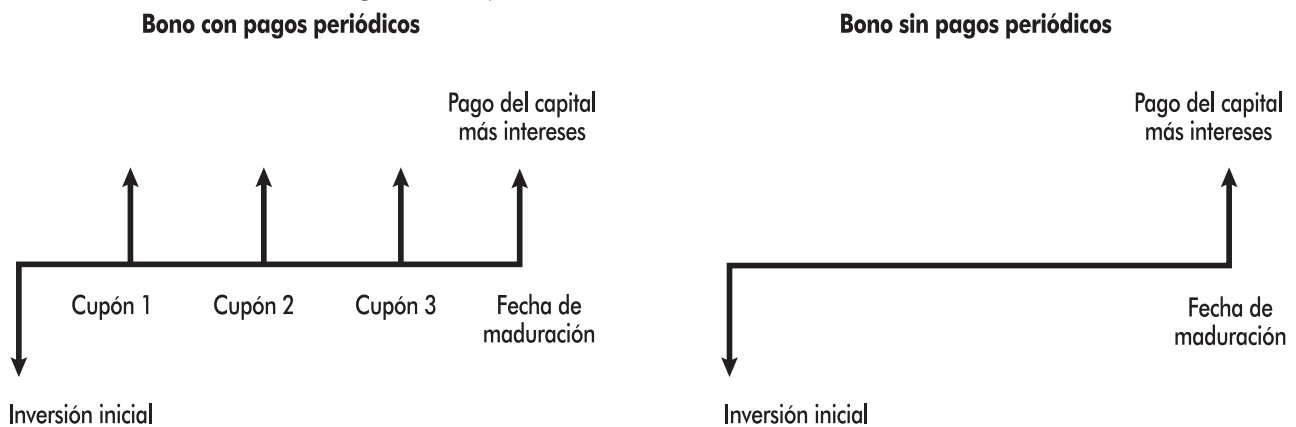 Bono con pagos periódicos
Pago del capital
más intereses
Cupón 1
Cupón 2
Cupón 3
Fecha de
maduración
Inversión inicial
Bono sin pagos periódicos
Pago del capital
más intereses
Fecha de
maduración
Inversión inicial